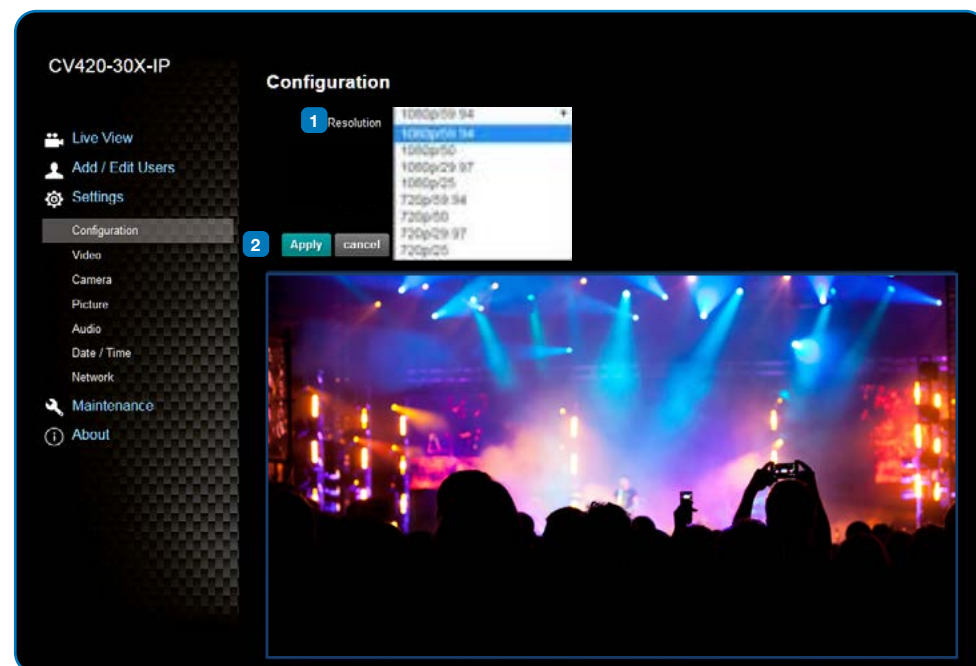 CV420-30X-IP
Live View
Add / Edit Users
Settings
Configuration
Video
Camera
Picture
Audio
Date / Time
Network
Maintenance
About
Configuration
1 Resolution 1080p/59.94
1080p/59.94
1080p/50
1080p/29.97
1080p/25
720p/59.94
720p/50
720p/29.97
720p/25
2 Apply cancel